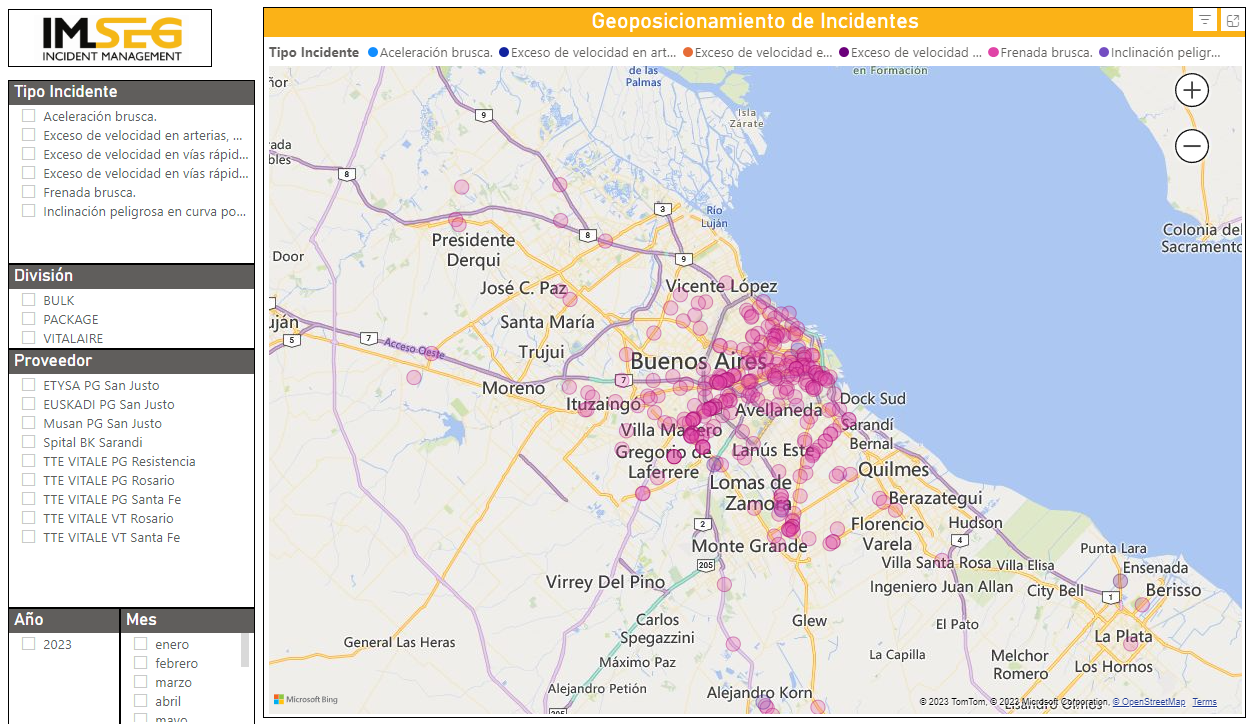 IMSEG
INCIDENT MANAGEMENT
Tipo Incidente
Aceleración brusca.
Exceso de velocidad en arterias, ...
Exceso de velocidad en vías rápid...
Exceso de velocidad en vías rápid...
Frenada brusca.
Inclinación peligrosa en curva po...
División
BULK
PACKAGE
VITALAIRE
Proveedor
ETYSA PG San Justo
EUSKADI PG San Justo
Musan PG San Justo
Spital BK Sarandi
TTE VITALE PG Resistencia
TTE VITALE PG Rosario
TTE VITALE PG Santa Fe
TTE VITALE VT Rosario
TTE VITALE VT Santa Fe
Año
2023
Mes
enero
febrero
marzo
abril
mayo
Geoposicionamiento de Incidentes
Tipo Incidente Aceleración brusca. Exceso de velocidad en art... Exceso de velocidad e... Exceso de velocidad ... Frenada brusca. Inclinación peligr...
de las
Palmas
en Formación
Isla
Zárate
9
8
3
Río
Luján
8
9
Presidente
Derqui
Door
Colonia del
Sacramento
José C. Paz
Vicente López
Santa María
5
7
Acceso Oeste
Trujui
Buenos Aires
Moreno
7
Ituzaingó
Avellaneda
Dock Sud
Villa Madero
Sarandí
Bernal
Gregorio de
Laferrere
Lanús Este
Quilmes
Lomas de
Zamora
Berazategui
2
Florencio
Varela
Hudson
4
Monte Grande
205
Punta Lara
Villa Santa Rosa
Villa Elisa
Ensenada
Virrey Del Pino
Ingeniero Juan Allan
City Bell
1
Berisso
Carlos
Spegazzini
Glew
El Pato
La Plata
General Las Heras
Máximo Paz
La Capilla
Melchor
Romero
Los Hornos
Alejandro Petión
Alejandro Korn
205
Lisandro Olmos
Microsoft Bing
© 2023 TomTom, © 2023 Microsoft Corporation, © OpenStreetMap Terms